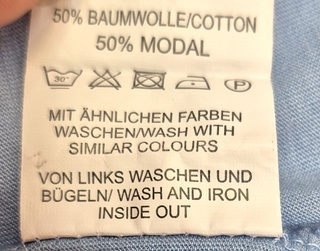 50% BAUMWOLLE/COTTON
50% MODAL
30° P
MIT ÄHNLICHEN FARBEN
WASCHEN/WASH WITH
SIMILAR COLOURS
VON LINKS WASCHEN UND
BÜGELN/ WASH AND IRON
INSIDE OUT